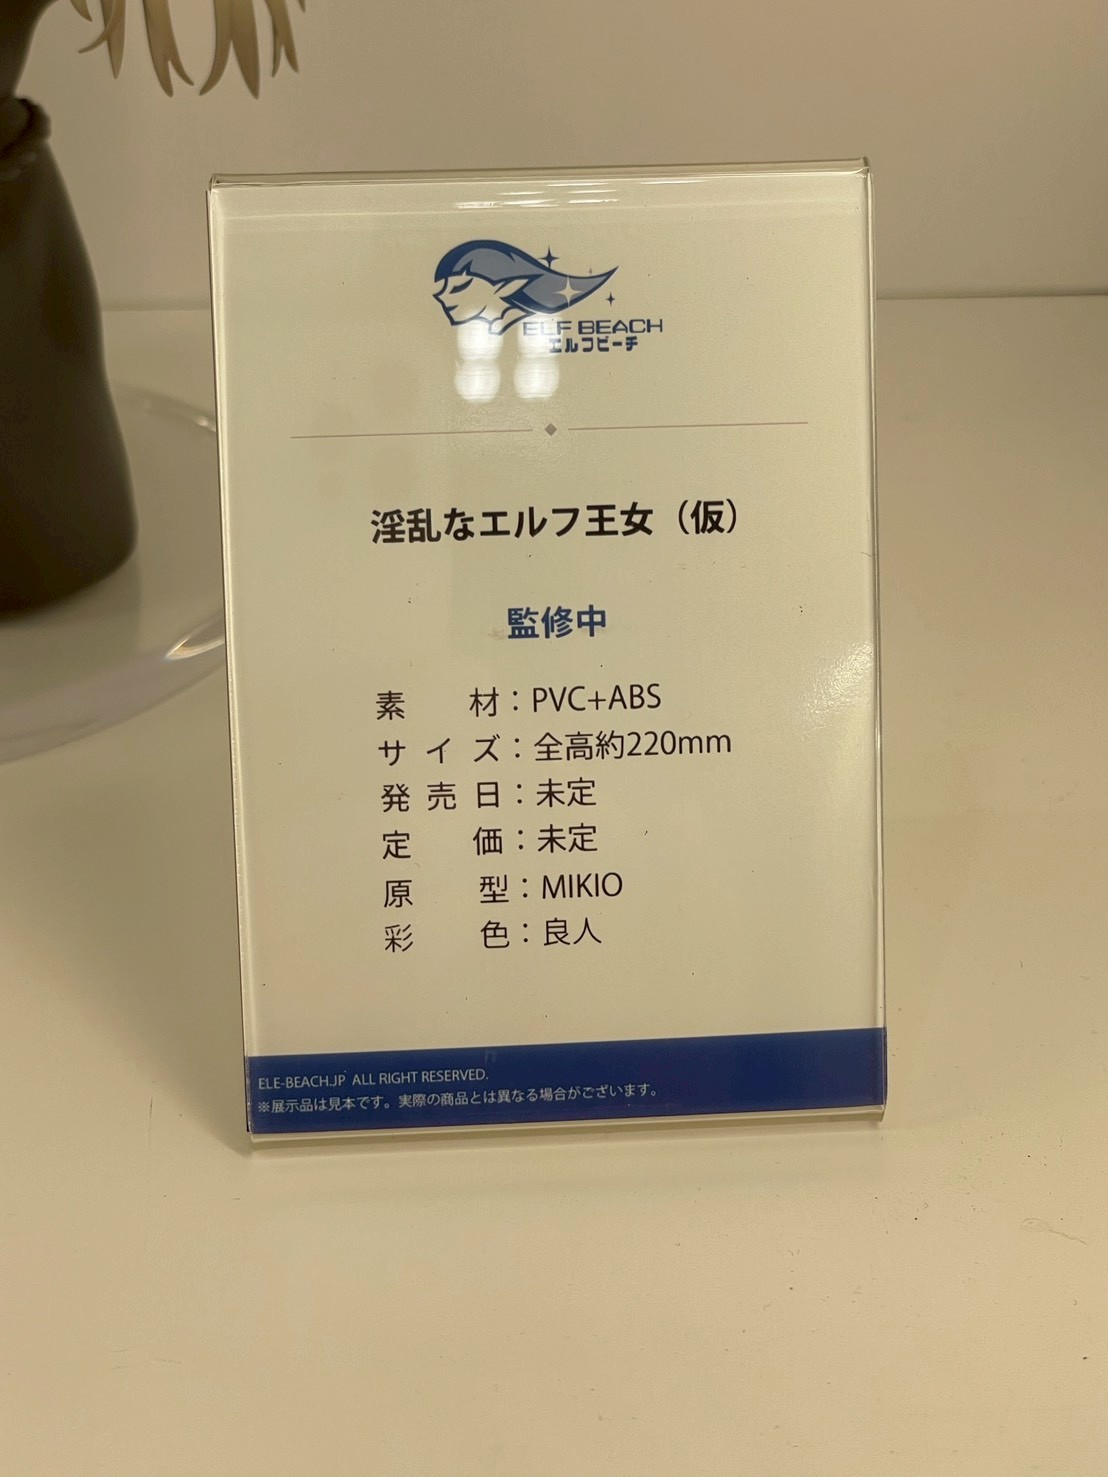 ELF BEACH
エルフビーチ
淫乱なエルフ王女（仮）
監修中
素材：PVC+ABS
サイズ：全高約220mm
発売日：未定
定価：未定
原型：MIKIO
彩色：良人
ELE-BEACH.JP ALL RIGHT RESERVED.
※展示品は見本です。実際の商品とは異なる場合がございます。